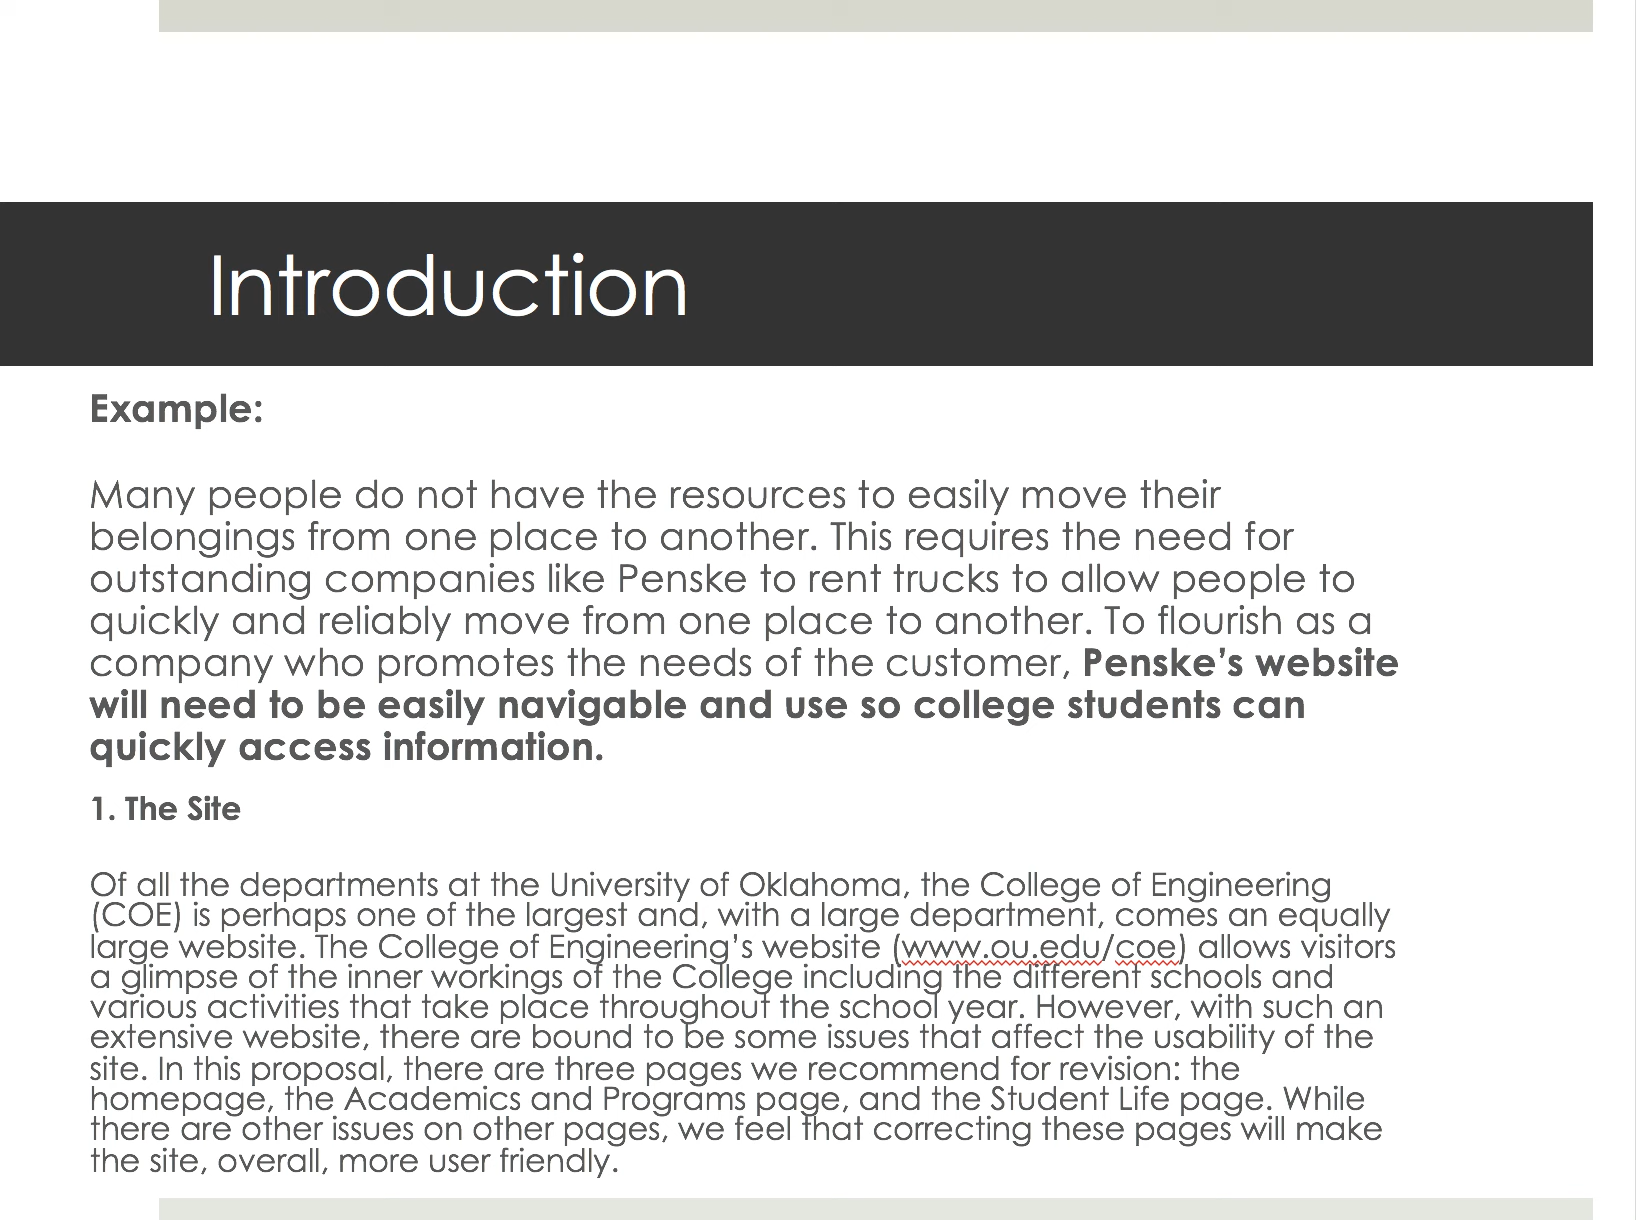 Introduction
Example:
Many people do not have the resources to easily move their
belongings from one place to another. This requires the need for
outstanding companies like Penske to rent trucks to allow people to
quickly and reliably move from one place to another. To flourish as a
company who promotes the needs of the customer, Penske’s website
will need to be easily navigable and use so college students can
quickly access information.
1. The Site
Of all the departments at the University of Oklahoma, the College of Engineering
(COE) is perhaps one of the largest and, with a large department, comes an equally
large website. The College of Engineering’s website (www.ou.edu/coe) allows visitors
a glimpse of the inner workings of the College including the different schools and
various activities that take place throughout the school year. However, with such an
extensive website, there are bound to be some issues that affect the usability of the
site. In this proposal, there are three pages we recommend for revision: the
homepage, the Academics and Programs page, and the Student Life page. While
there are other issues on other pages, we feel that correcting these pages will make
the site, overall, more user friendly.